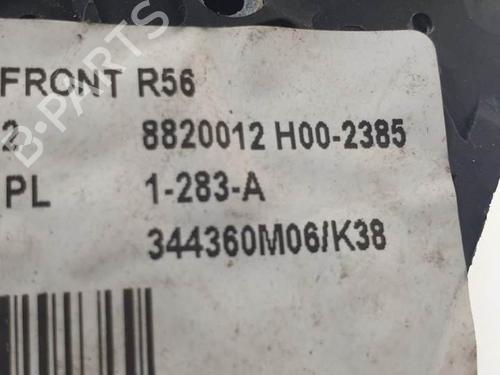 B-PARTS
FRONT R56
2 8820012 H00-2385
PL 1-283-A
344360M06/K38